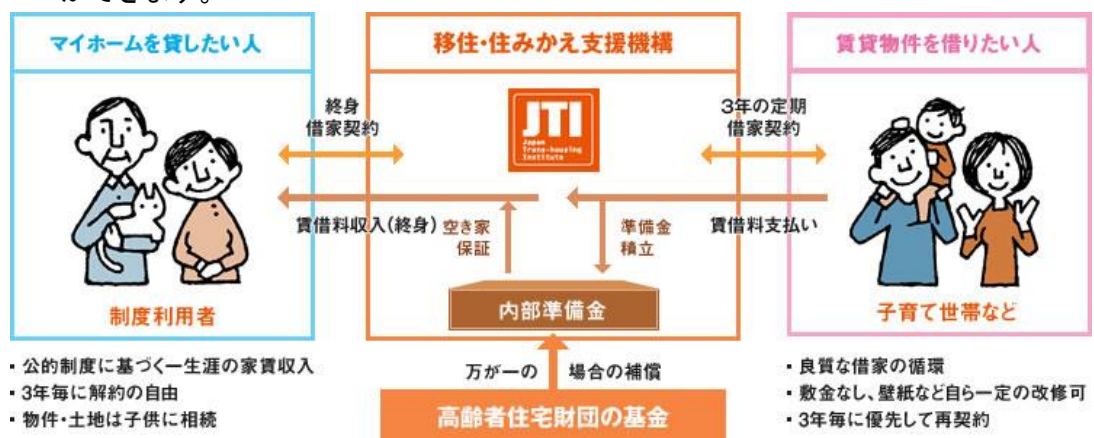 ができます。
マイホームを貸したい人
移住・住みかえ支援機構
賃貸物件を借りたい人
終身
借家契約
JTI
Japan
Trans-housing
Institute
3年の定期
借家契約
賃借料収入(終身)
空き家
保証
準備金
積立
賃借料支払い
内部準備金
制度利用者
子育て世帯など
・公的制度に基づく一生涯の家賃収入
・3年毎に解約の自由
・物件・土地は子供に相続
万が一の 場合の補償
高齢者住宅財団の基金
・良質な借家の循環
・敷金なし、壁紙など自ら一定の改修可
・3年毎に優先して再契約